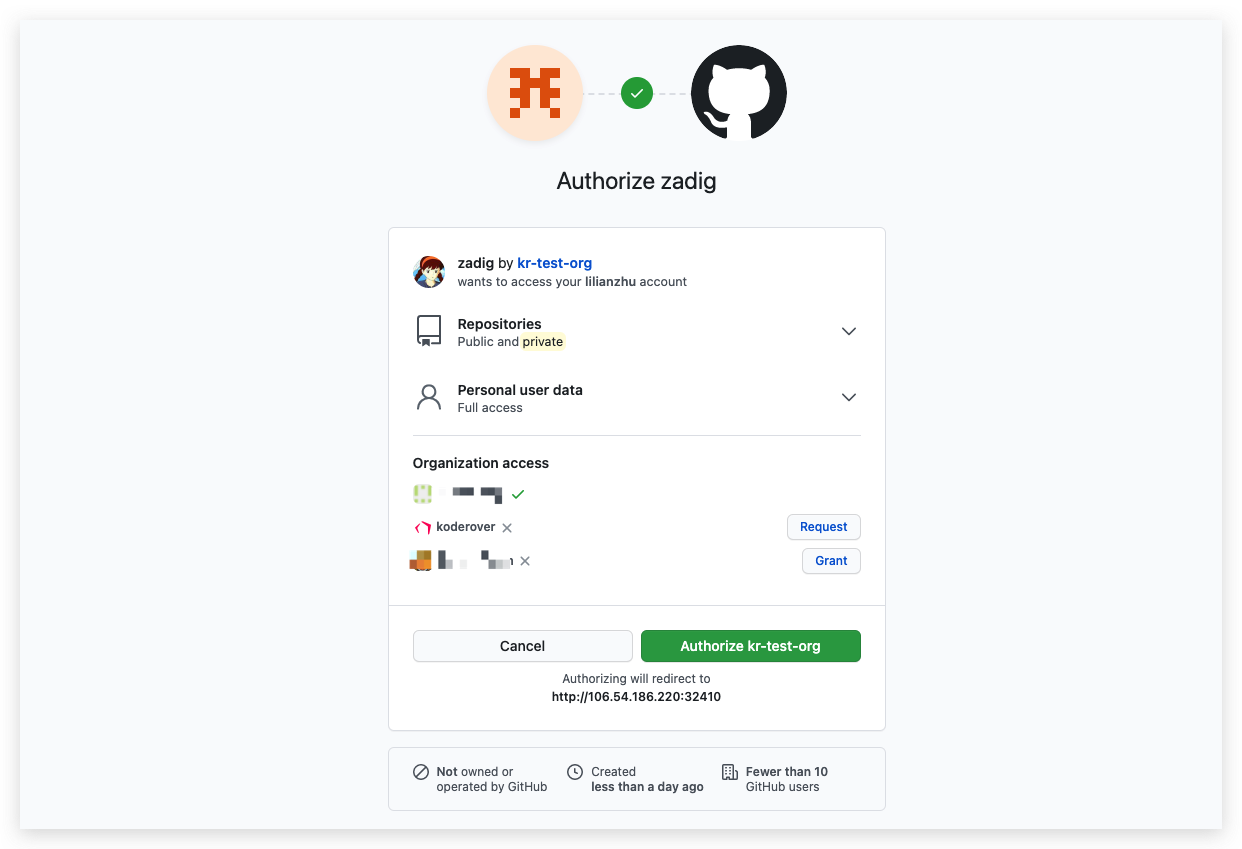 Authorize zadig
zadig by kr-test-org
wants to access your lilianzhu account
Repositories
Public and private
Personal user data
Full access
Organization access
koderover
Request
Grant
Cancel
Authorize kr-test-org
Authorizing will redirect to
http://106.54.186.220:32410
Not owned or
operated by GitHub
Created
less than a day ago
Fewer than 10
GitHub users